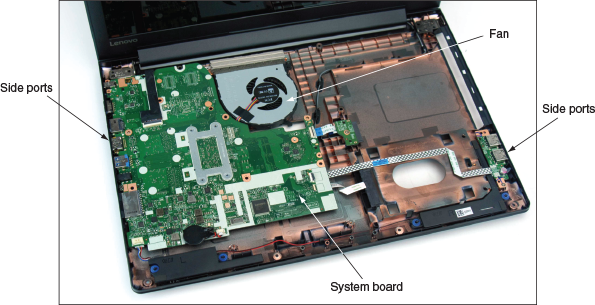 Lenovo
Fan
Side ports
Side ports
System board